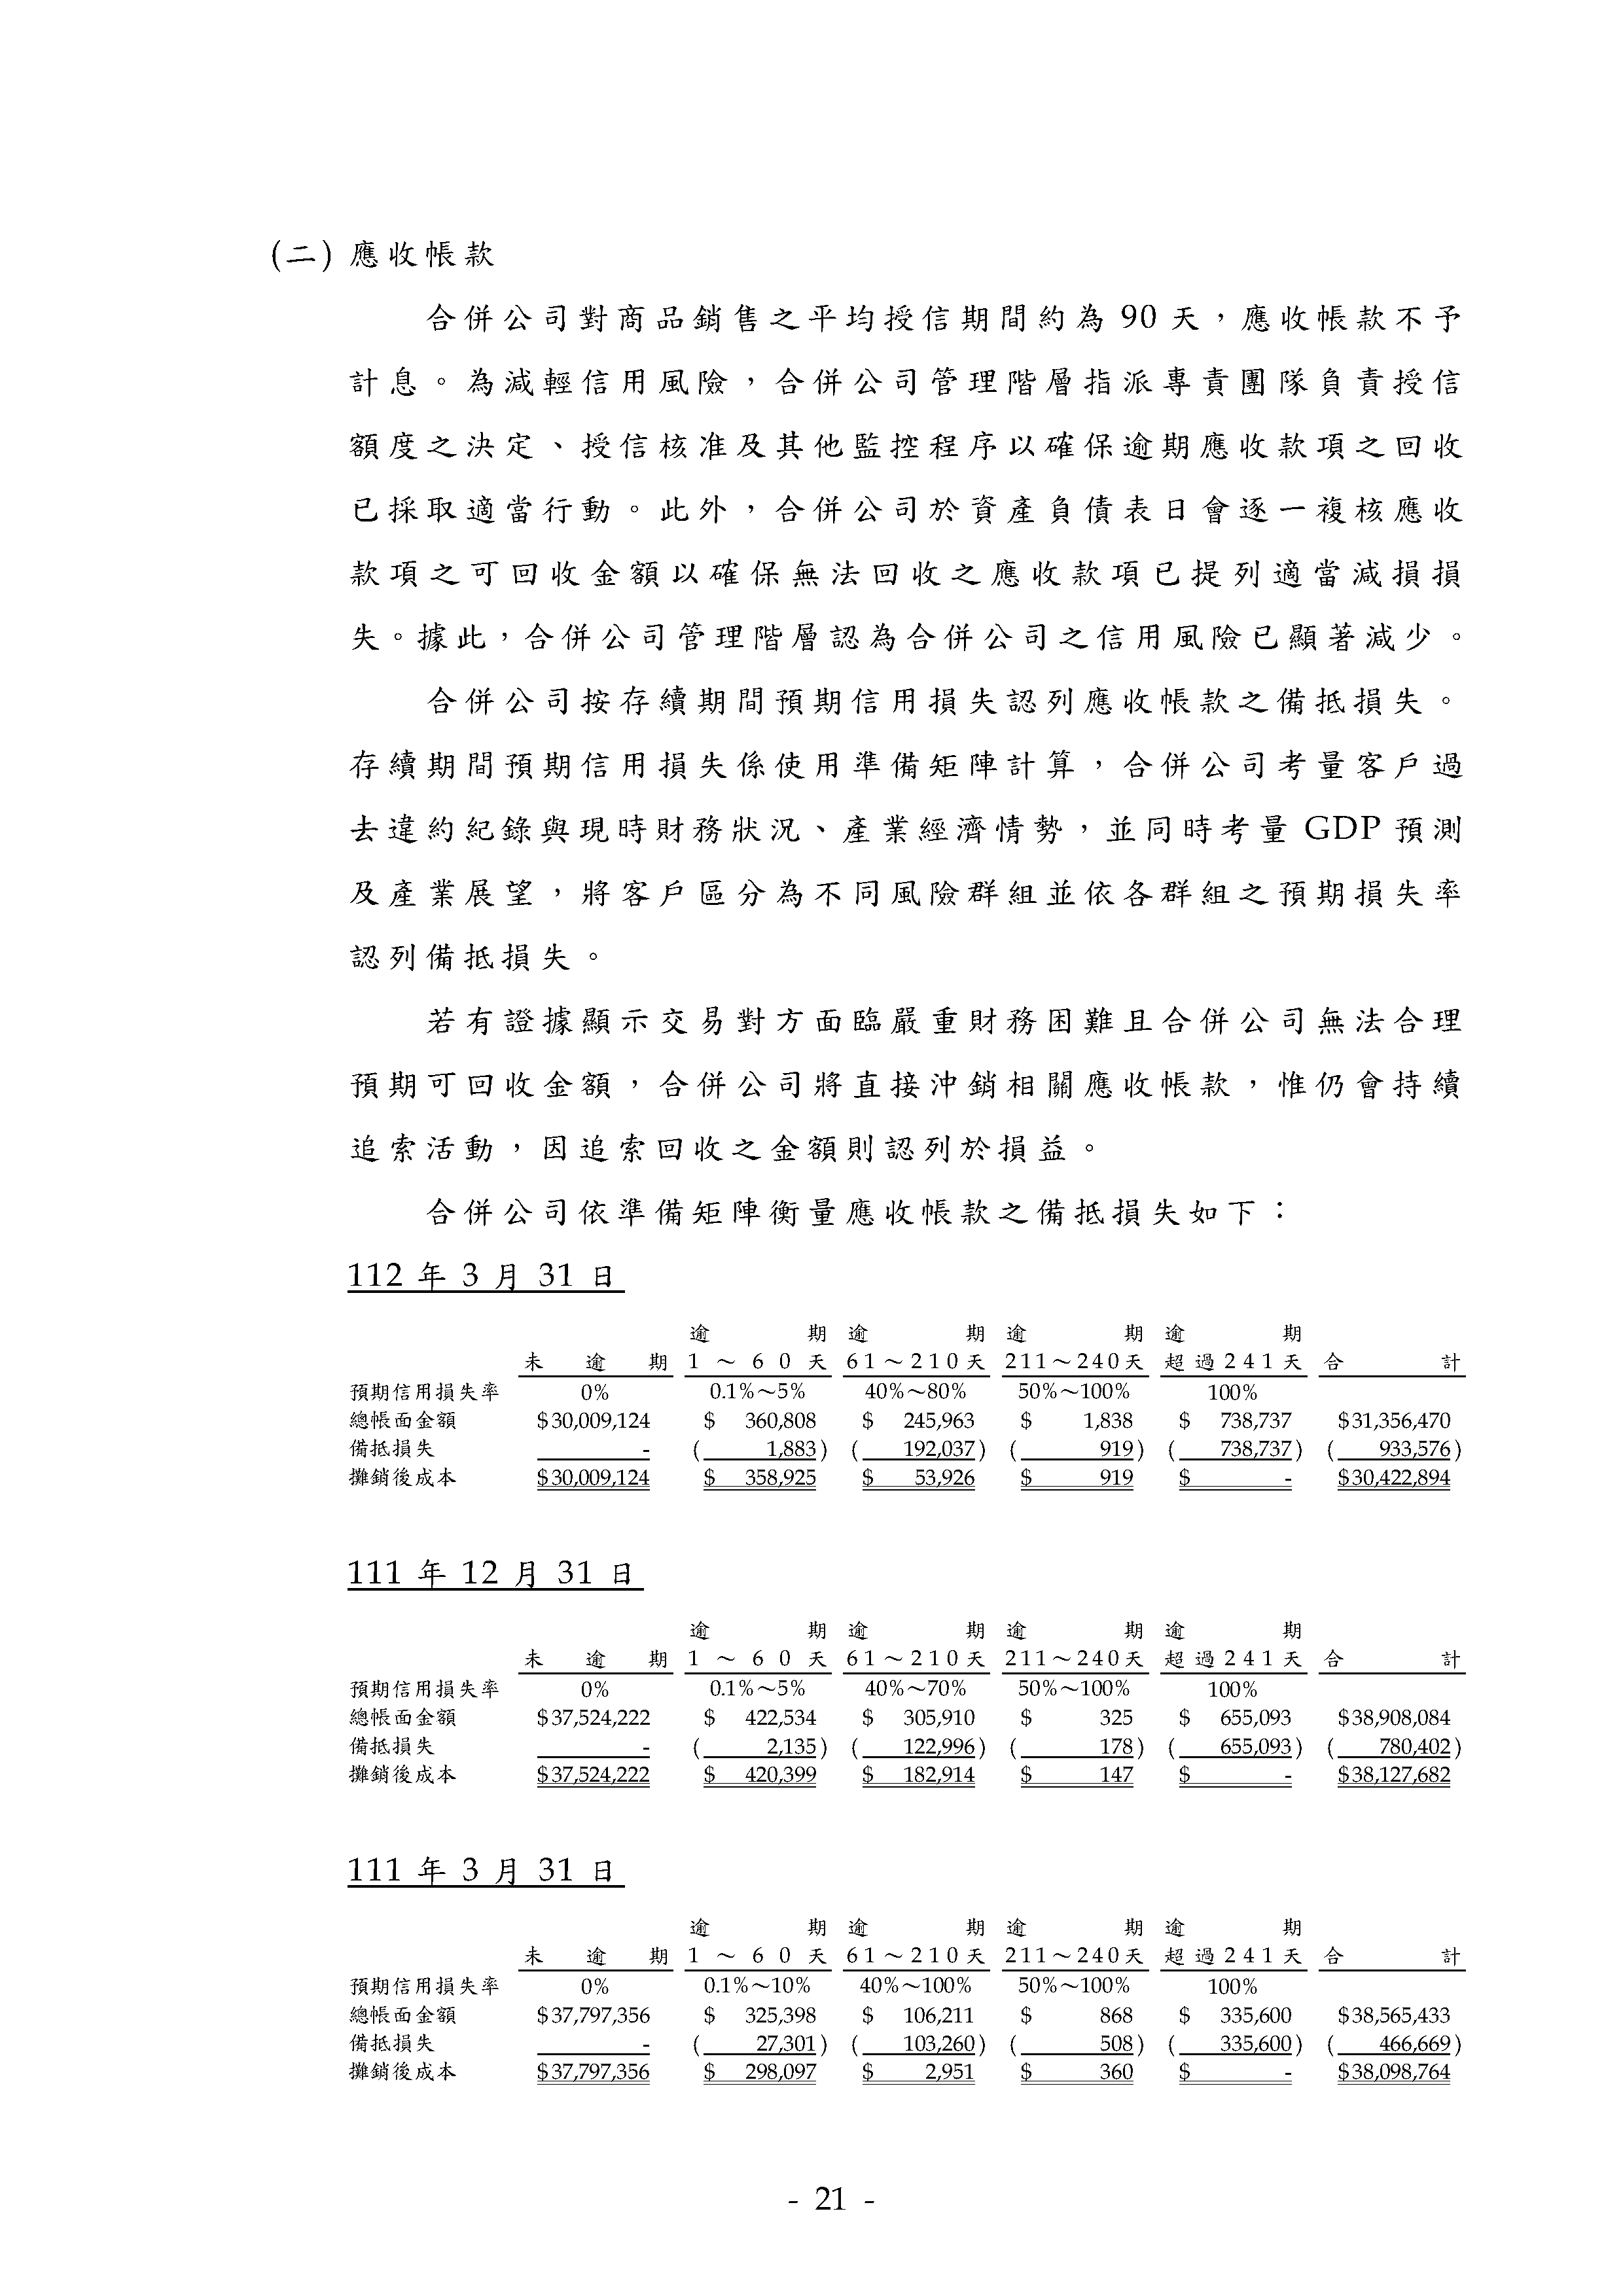 (二) 應收帳款
合併公司對商品銷售之平均授信期間約為 90 天，應收帳款不予
計息。為減輕信用風險，合併公司管理階層指派專責團隊負責授信
額度之決定、授信核准及其他監控程序以確保逾期應收款項之回收
已採取適當行動。此外，合併公司於資產負債表日會逐一複核應收
款項之可回收金額以確保無法回收之應收款項已提列適當減損損
失。據此，合併公司管理階層認為合併公司之信用風險已顯著減少。
合併公司按存續期間預期信用損失認列應收帳款之備抵損失。
存續期間預期信用損失係使用準備矩陣計算，合併公司考量客戶過
去違約紀錄與現時財務狀況、產業經濟情勢，並同時考量 GDP 預測
及產業展望，將客戶區分為不同風險群組並依各群組之預期損失率
認列備抵損失。
若有證據顯示交易對方面臨嚴重財務困難且合併公司無法合理
預期可回收金額，合併公司將直接沖銷相關應收帳款，惟仍會持續
追索活動，因追索回收之金額則認列於損益。
合併公司依準備矩陣衡量應收帳款之備抵損失如下：
112 年 3 月 31 日
逾期 逾期 逾期 逾期
未逾期 1～60天 61～210天 211～240天 超過241天 合計
預期信用損失率 0% 0.1%～5% 40%～80% 50%～100% 100%
總帳面金額 $30,009,124 $ 360,808 $ 245,963 $ 1,838 $ 738,737 $31,356,470
備抵損失 - ( 1,883) ( 192,037) ( 919) ( 738,737) ( 933,576)
攤銷後成本 $30,009,124 $ 358,925 $ 53,926 $ 919 $ - $30,422,894
111 年 12 月 31 日
逾期 逾期 逾期 逾期
未逾期 1～60天 61～210天 211～240天 超過241天 合計
預期信用損失率 0% 0.1%～5% 40%～70% 50%～100% 100%
總帳面金額 $37,524,222 $ 422,534 $ 305,910 $ 325 $ 655,093 $38,908,084
備抵損失 - ( 2,135) ( 122,996) ( 178) ( 655,093) ( 780,402)
攤銷後成本 $37,524,222 $ 420,399 $ 182,914 $ 147 $ - $38,127,682
111 年 3 月 31 日
逾期 逾期 逾期 逾期
未逾期 1～60天 61～210天 211～240天 超過241天 合計
預期信用損失率 0% 0.1%～10% 40%～100% 50%～100% 100%
總帳面金額 $37,797,356 $ 325,398 $ 106,211 $ 868 $ 335,600 $38,565,433
備抵損失 - ( 27,301) ( 103,260) ( 508) ( 335,600) ( 466,669)
攤銷後成本 $37,797,356 $ 298,097 $ 2,951 $ 360 $ - $38,098,764
- 21 -